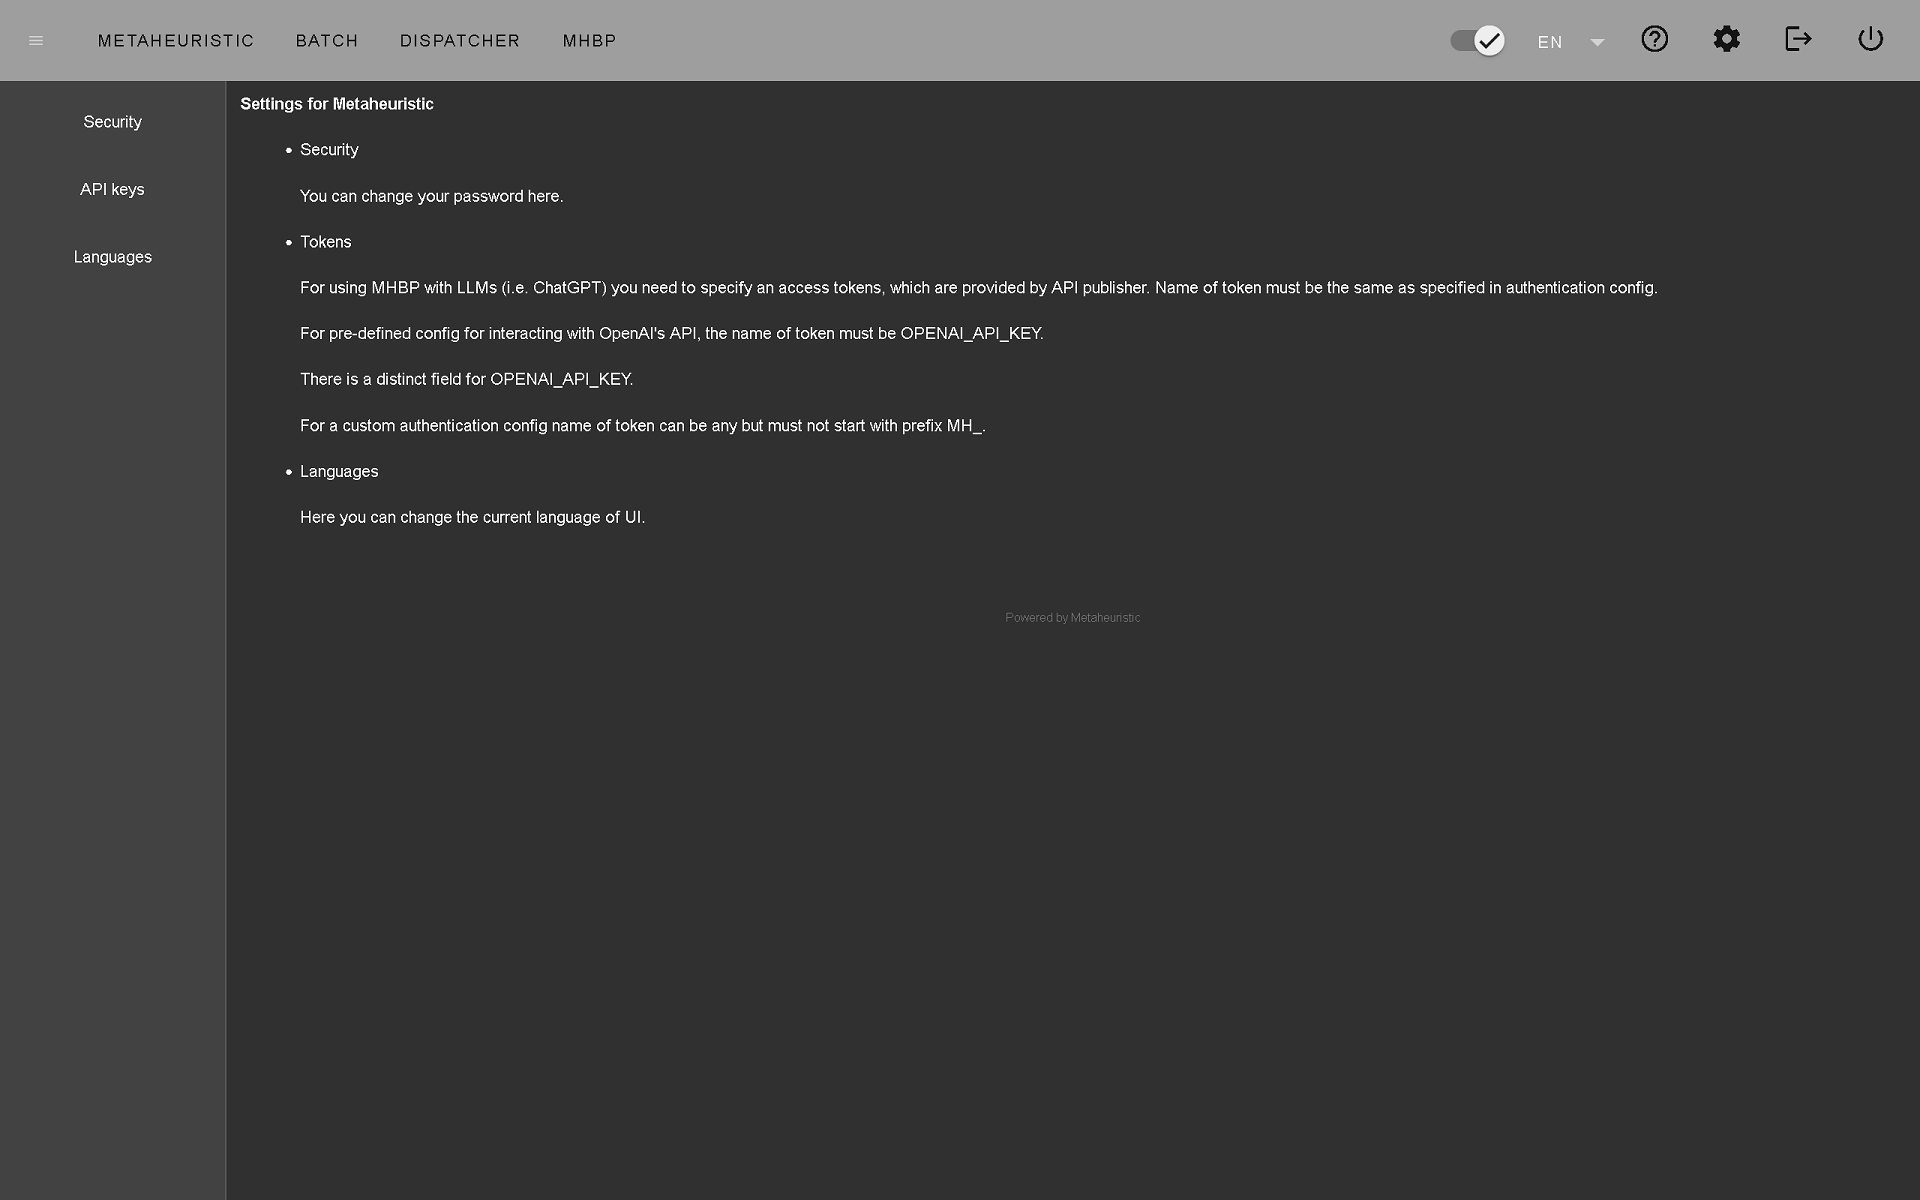 METAHEURISTIC BATCH DISPATCHER MHBP EN
Security
API keys
Languages
Settings for Metaheuristic
• Security
You can change your password here.
• Tokens
For using MHBP with LLMs (i.e. ChatGPT) you need to specify an access tokens, which are provided by API publisher. Name of token must be the same as specified in authentication config.
For pre-defined config for interacting with OpenAI's API, the name of token must be OPENAI_API_KEY.
There is a distinct field for OPENAI_API_KEY.
For a custom authentication config name of token can be any but must not start with prefix MH_.
• Languages
Here you can change the current language of UI.
Powered by Metaheuristic